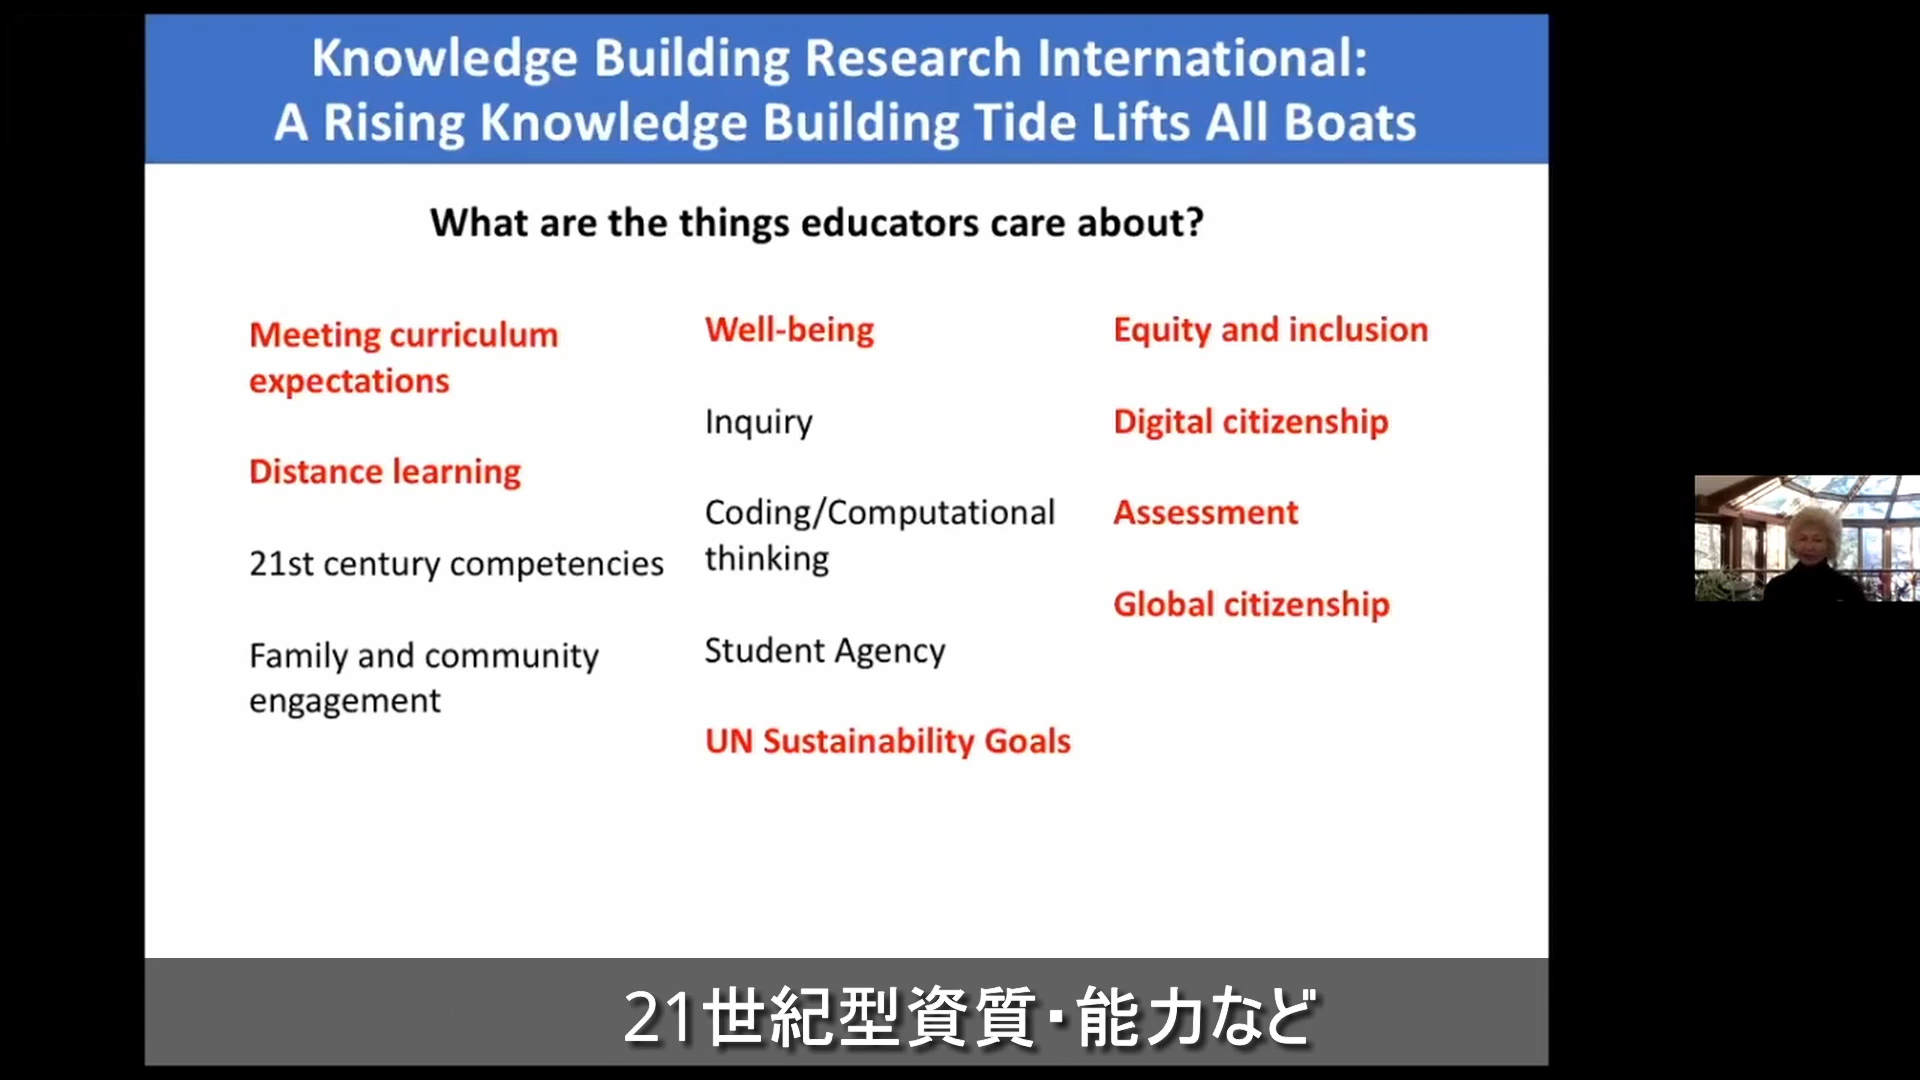 Knowledge Building Research International:
A Rising Knowledge Building Tide Lifts All Boats
What are the things educators care about?
Meeting curriculum
expectations
Distance learning
21st century competencies
Family and community
engagement
Well-being
Inquiry
Coding/Computational
thinking
Student Agency
UN Sustainability Goals
Equity and inclusion
Digital citizenship
Assessment
Global citizenship
21世紀型資質・能力など